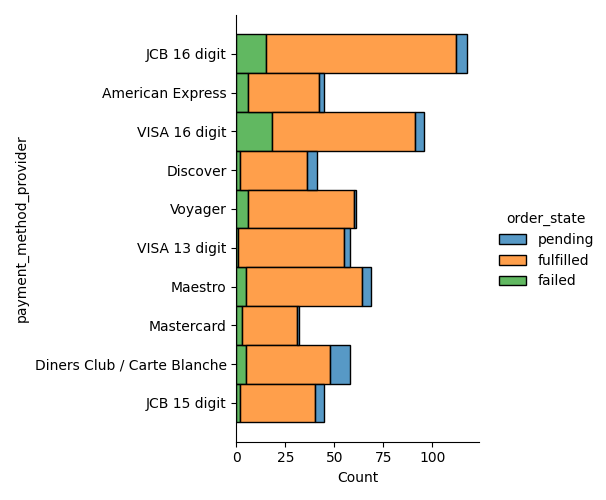 payment_method_provider
JCB 16 digit
American Express
VISA 16 digit
Discover
Voyager
VISA 13 digit
Maestro
Mastercard
Diners Club / Carte Blanche
JCB 15 digit
0 25 50 75 100
Count
order_state
pending
fulfilled
failed